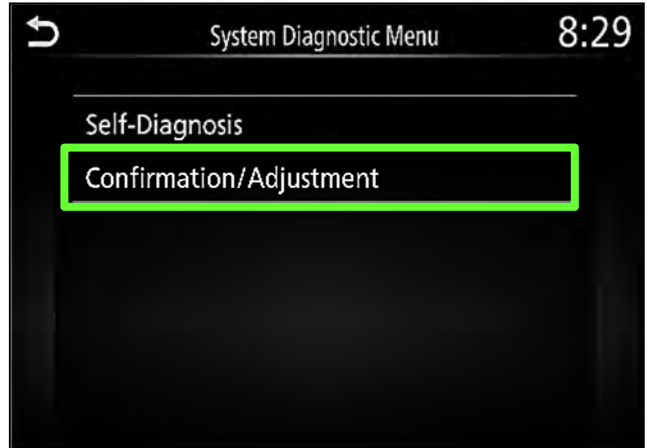 System Diagnostic Menu 8:29
Self-Diagnosis
Confirmation/Adjustment